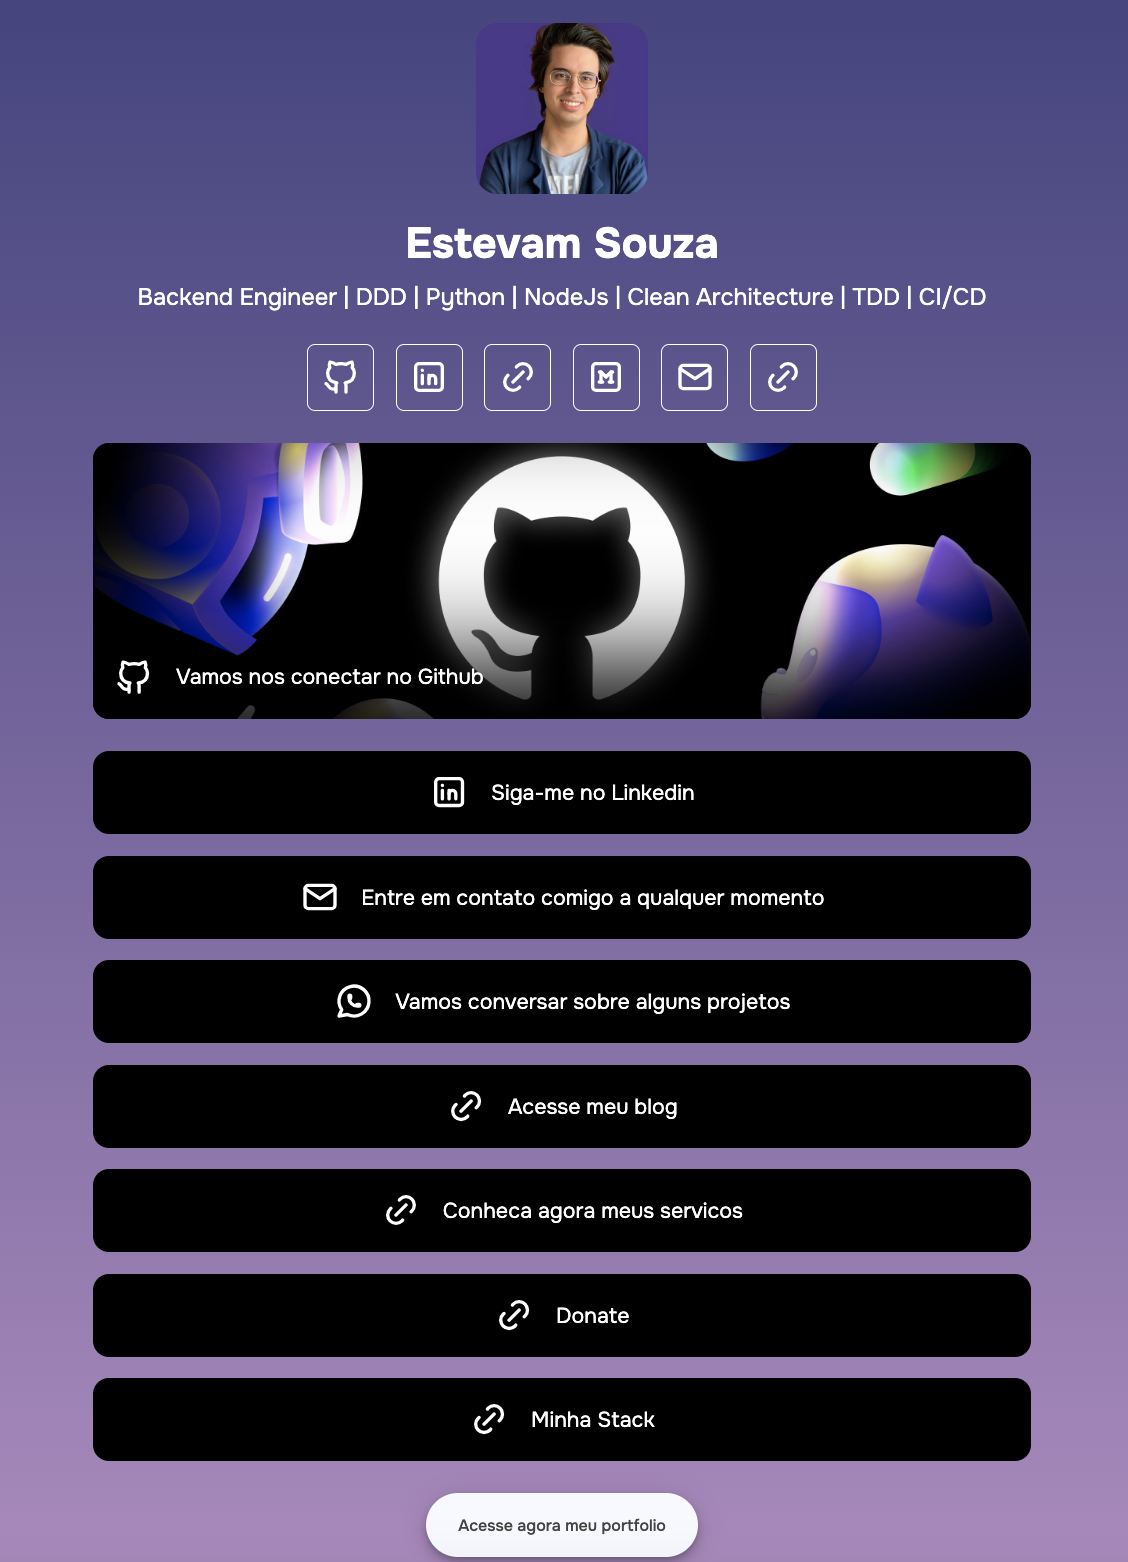 Estevam Souza
Backend Engineer | DDD | Python | NodeJs | Clean Architecture | TDD | CI/CD
Vamos nos conectar no Github
Siga-me no Linkedin
Entre em contato comigo a qualquer momento
Vamos conversar sobre alguns projetos
Acesse meu blog
Conheca agora meus servicos
Donate
Minha Stack
Acesse agora meu portfolio